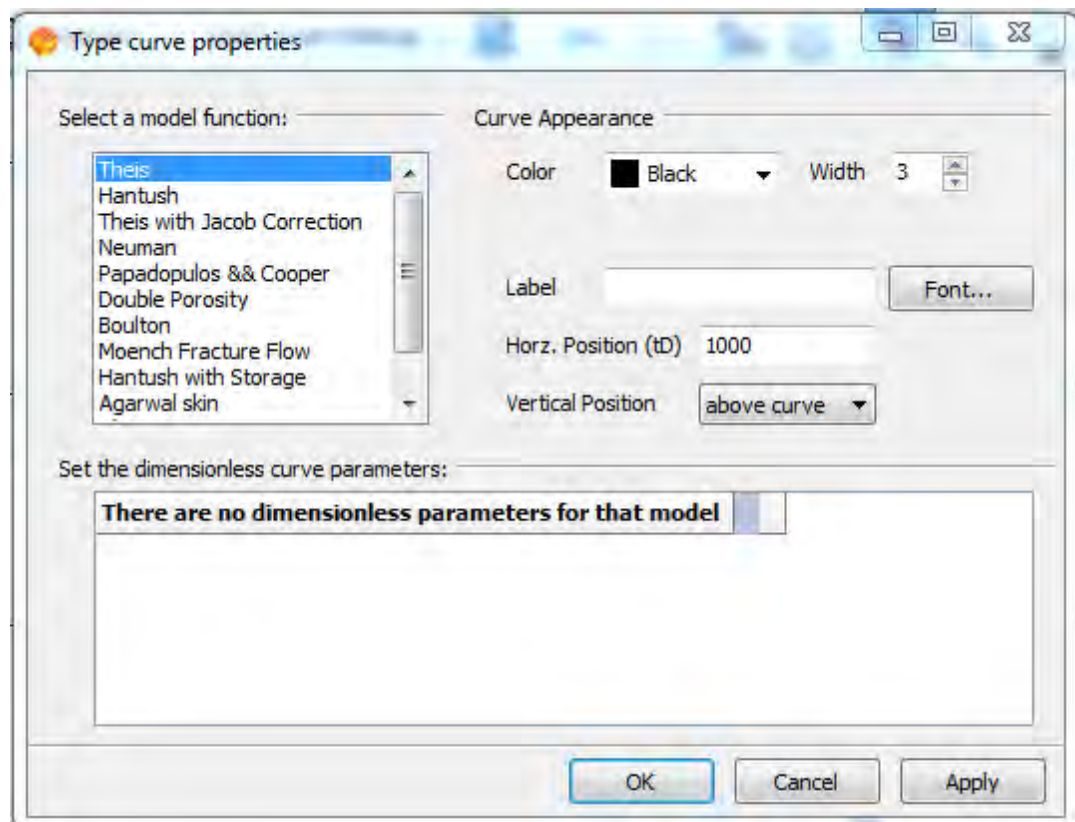 Type curve properties
Select a model function:
Curve Appearance
Theis
Hantush
Theis with Jacob Correction
Neuman
Papadopulos && Cooper
Double Porosity
Boulton
Moench Fracture Flow
Hantush with Storage
Agarwal skin
Color Black Width 3
Label Font...
Horz. Position (tD) 1000
Vertical Position above curve
Set the dimensionless curve parameters:
There are no dimensionless parameters for that model
OK Cancel Apply